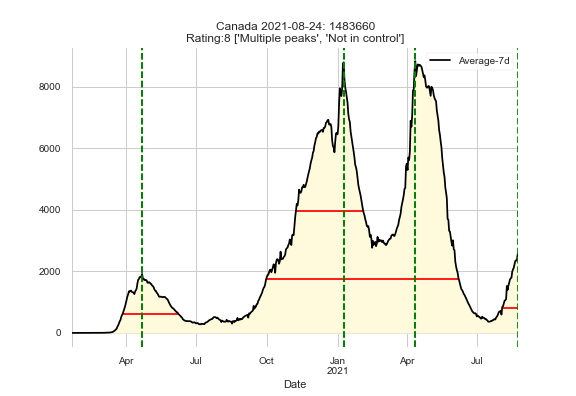 Canada 2021-08-24: 1483660
Rating:8 ['Multiple peaks', 'Not in control']
Average-7d
8000
6000
4000
2000
0
Apr
Jul
Oct
Jan
2021
Apr
Jul
Date